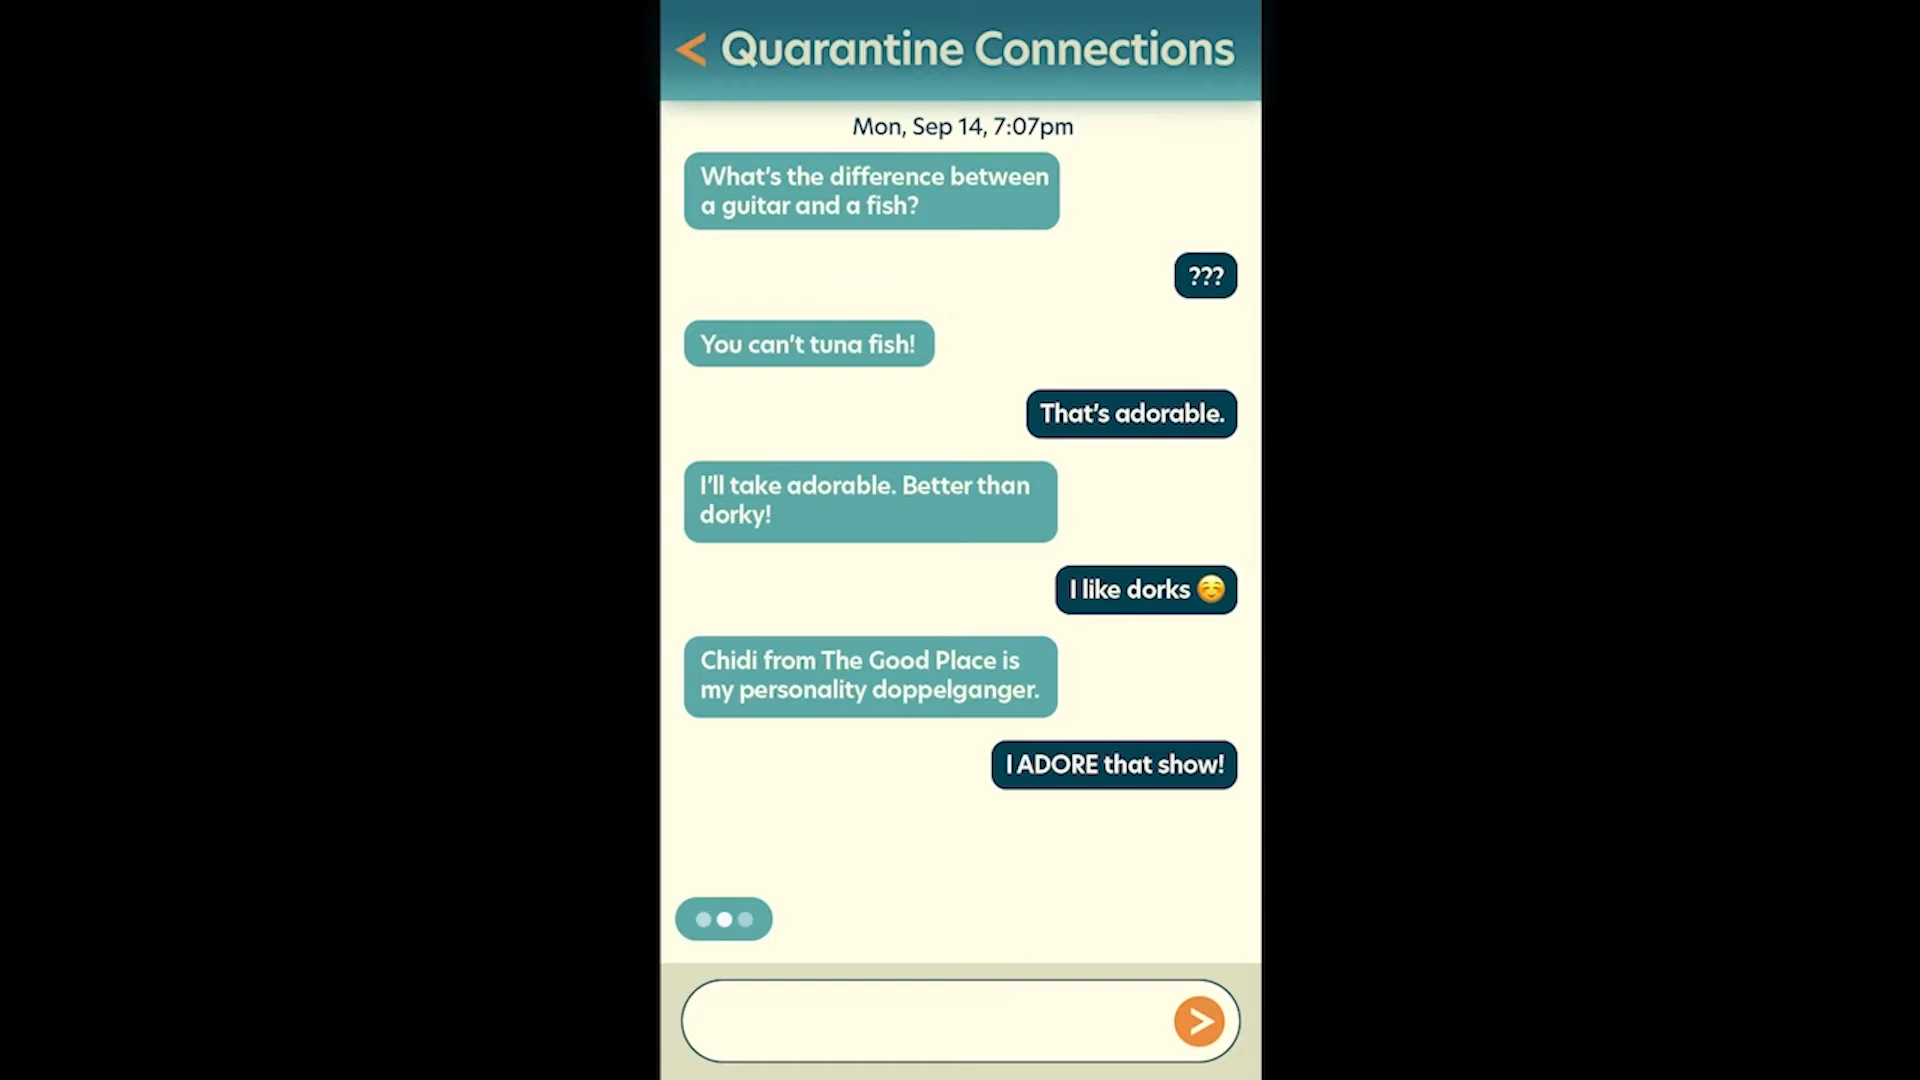 < Quarantine Connections
Mon, Sep 14, 7:07pm
What's the difference between
a guitar and a fish?
???
You can't tuna fish!
That's adorable.
I'll take adorable. Better than
dorky!
I like dorks ☺️
Chidi from The Good Place is
my personality doppelganger.
I ADORE that show!